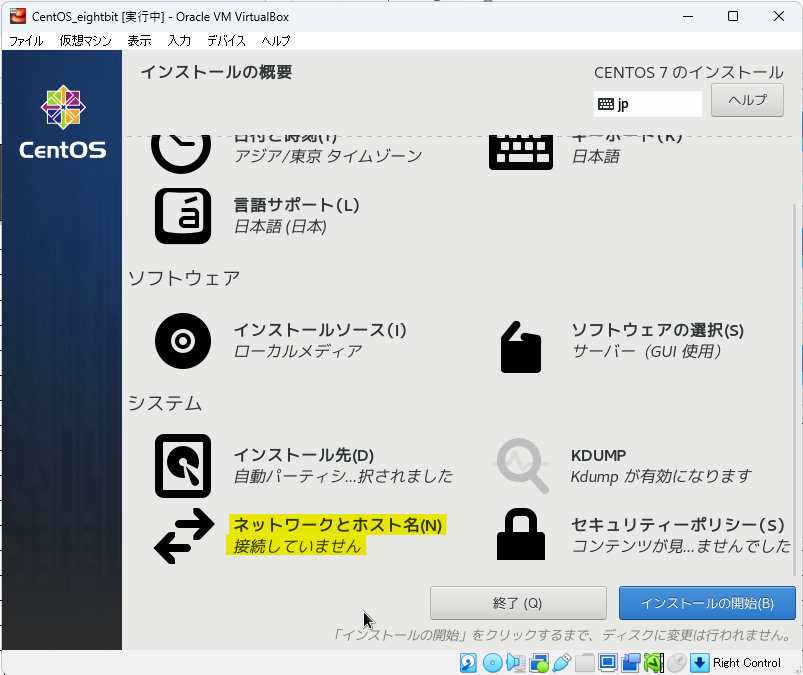 CentOS_eightbit [実行中] - Oracle VM VirtualBox
ファイル 仮想マシン 表示 入力 デバイス ヘルプ
インストールの概要
CENTOS 7 のインストール
jp
ヘルプ
CentOS
日付と時刻(T)
アジア/東京 タイムゾーン
キーボード(K)
日本語
言語サポート(L)
日本語 (日本)
ソフトウェア
インストールソース(I)
ローカルメディア
ソフトウェアの選択(S)
サーバー（GUI 使用）
システム
インストール先(D)
自動パーティシ...択されました
KDUMP
Kdump が有効になります
ネットワークとホスト名(N)
接続していません
セキュリティーポリシー(S)
コンテンツが見...ませんでした
終了 (Q)
インストールの開始(B)
「インストールの開始」をクリックするまで、ディスクに変更は行われません。
Right Control